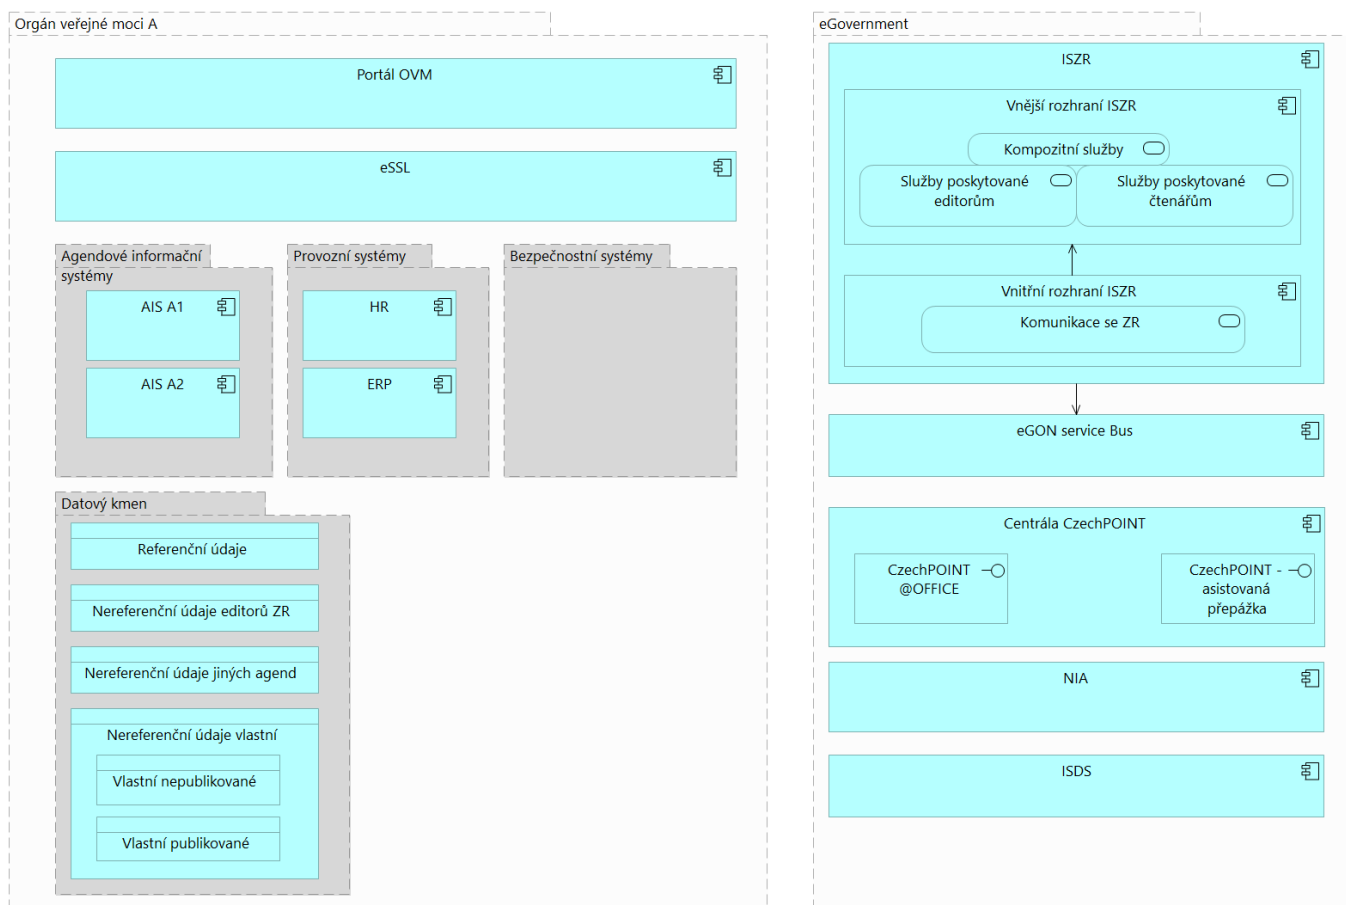 Orgán veřejné moci A
Portál OVM
eSSL
Agendové informační
systémy
AIS A1
AIS A2
Provozní systémy
HR
ERP
Bezpečnostní systémy
Datový kmen
Referenční údaje
Nereferenční údaje editorů ZR
Nereferenční údaje jiných agend
Nereferenční údaje vlastní
Vlastní nepublikované
Vlastní publikované
eGovernment
ISZR
Vnější rozhraní ISZR
Kompozitní služby
Služby poskytované
editorům
Služby poskytované
čtenářům
Vnitřní rozhraní ISZR
Komunikace se ZR
eGON service Bus
Centrála CzechPOINT
CzechPOINT
@OFFICE
CzechPOINT -
asistovaná
přepážka
NIA
ISDS